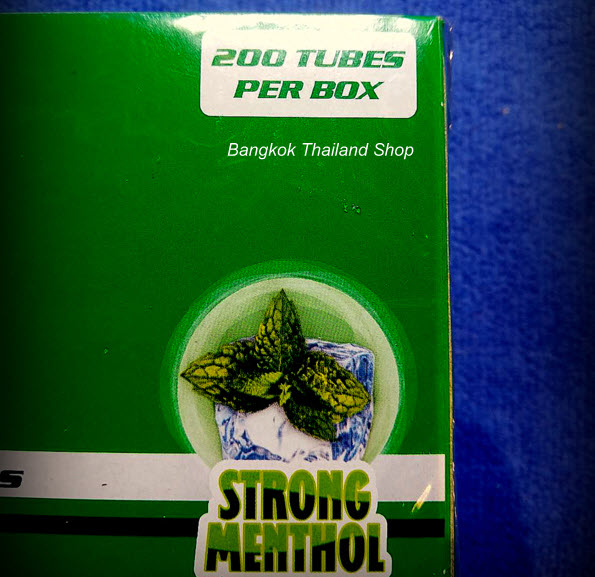 200 TUBES
PER BOX
Bangkok Thailand Shop
S
STRONG
MENTHOL